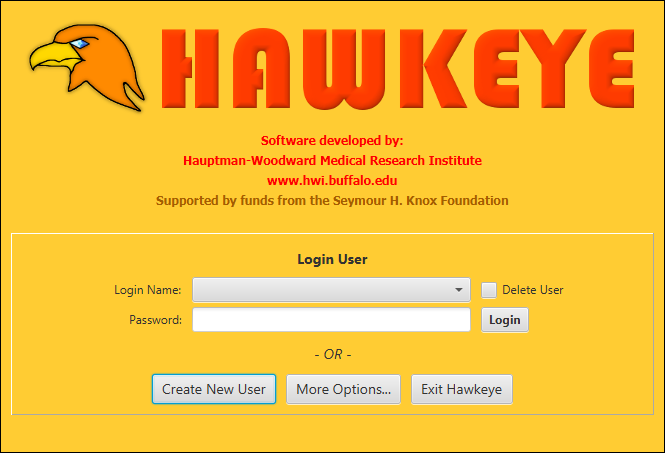 HAWKEYE
Software developed by:
Hauptman-Woodward Medical Research Institute
www.hwi.buffalo.edu
Supported by funds from the Seymour H. Knox Foundation
Login User
Login Name:
Delete User
Password:
Login
- OR -
Create New User
More Options...
Exit Hawkeye